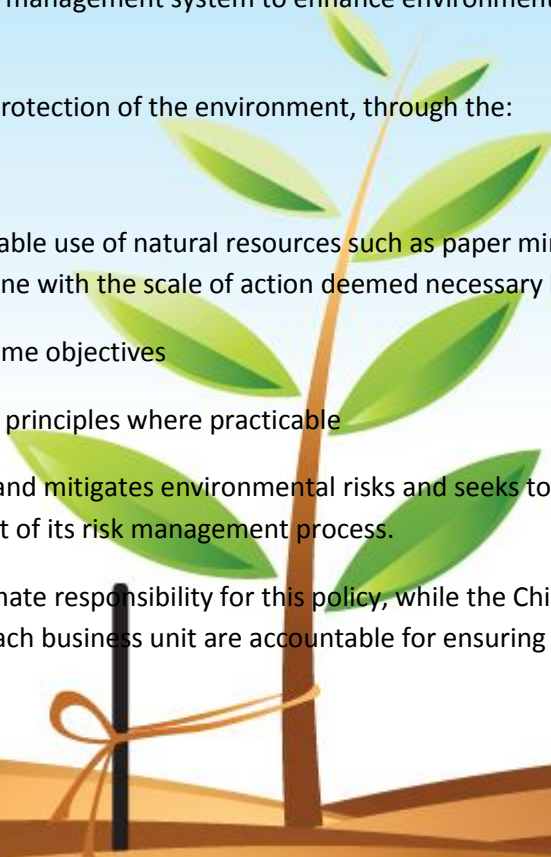 management system to enhance environment
rotection of the environment, through the:
able use of natural resources such as paper mi
ne with the scale of action deemed necessary
me objectives
principles where practicable
and mitigates environmental risks and seeks to
t of its risk management process.
nate responsibility for this policy, while the Chi
ach business unit are accountable for ensuring